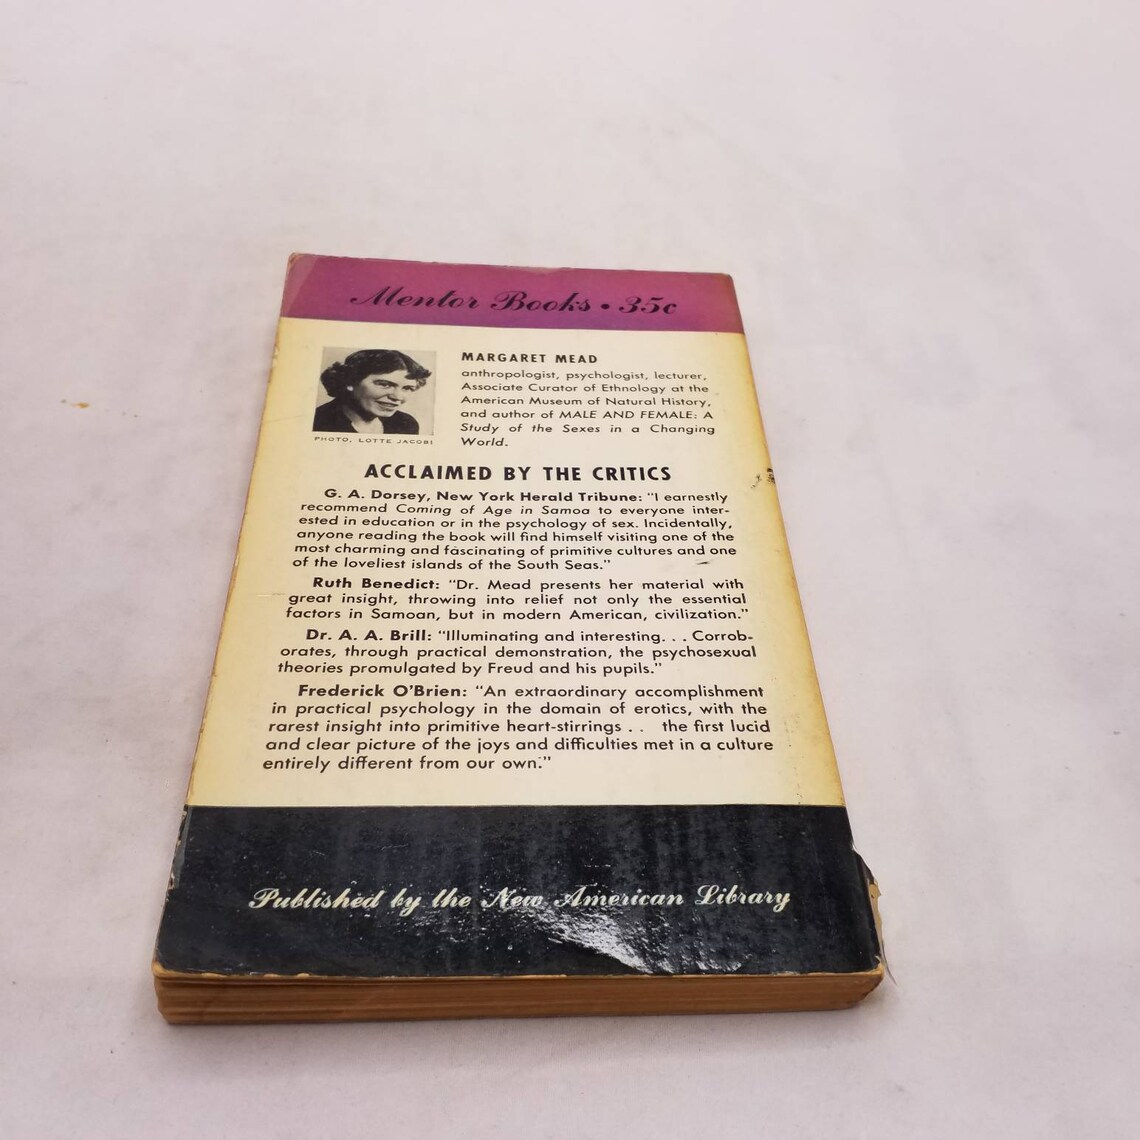 Mentor Books • 35c
MARGARET MEAD
anthropologist, psychologist, lecturer,
Associate Curator of Ethnology at the
American Museum of Natural History,
and author of MALE AND FEMALE: A
Study of the Sexes in a Changing
World.
PHOTO, LOTTE JACOBI
ACCLAIMED BY THE CRITICS
G. A. Dorsey, New York Herald Tribune: "I earnestly
recommend Coming of Age in Samoa to everyone inter-
ested in education or in the psychology of sex. Incidentally,
anyone reading the book will find himself visiting one of the
most charming and fascinating of primitive cultures and one
of the loveliest islands of the South Seas."
Ruth Benedict: "Dr. Mead presents her material with
great insight, throwing into relief not only the essential
factors in Samoan, but in modern American, civilization."
Dr. A. A. Brill: "Illuminating and interesting. . . Corrob-
orates, through practical demonstration, the psychosexual
theories promulgated by Freud and his pupils."
Frederick O'Brien: "An extraordinary accomplishment
in practical psychology in the domain of erotics, with the
rarest insight into primitive heart-stirrings . . the first lucid
and clear picture of the joys and difficulties met in a culture
entirely different from our own."
Published by the New American Library